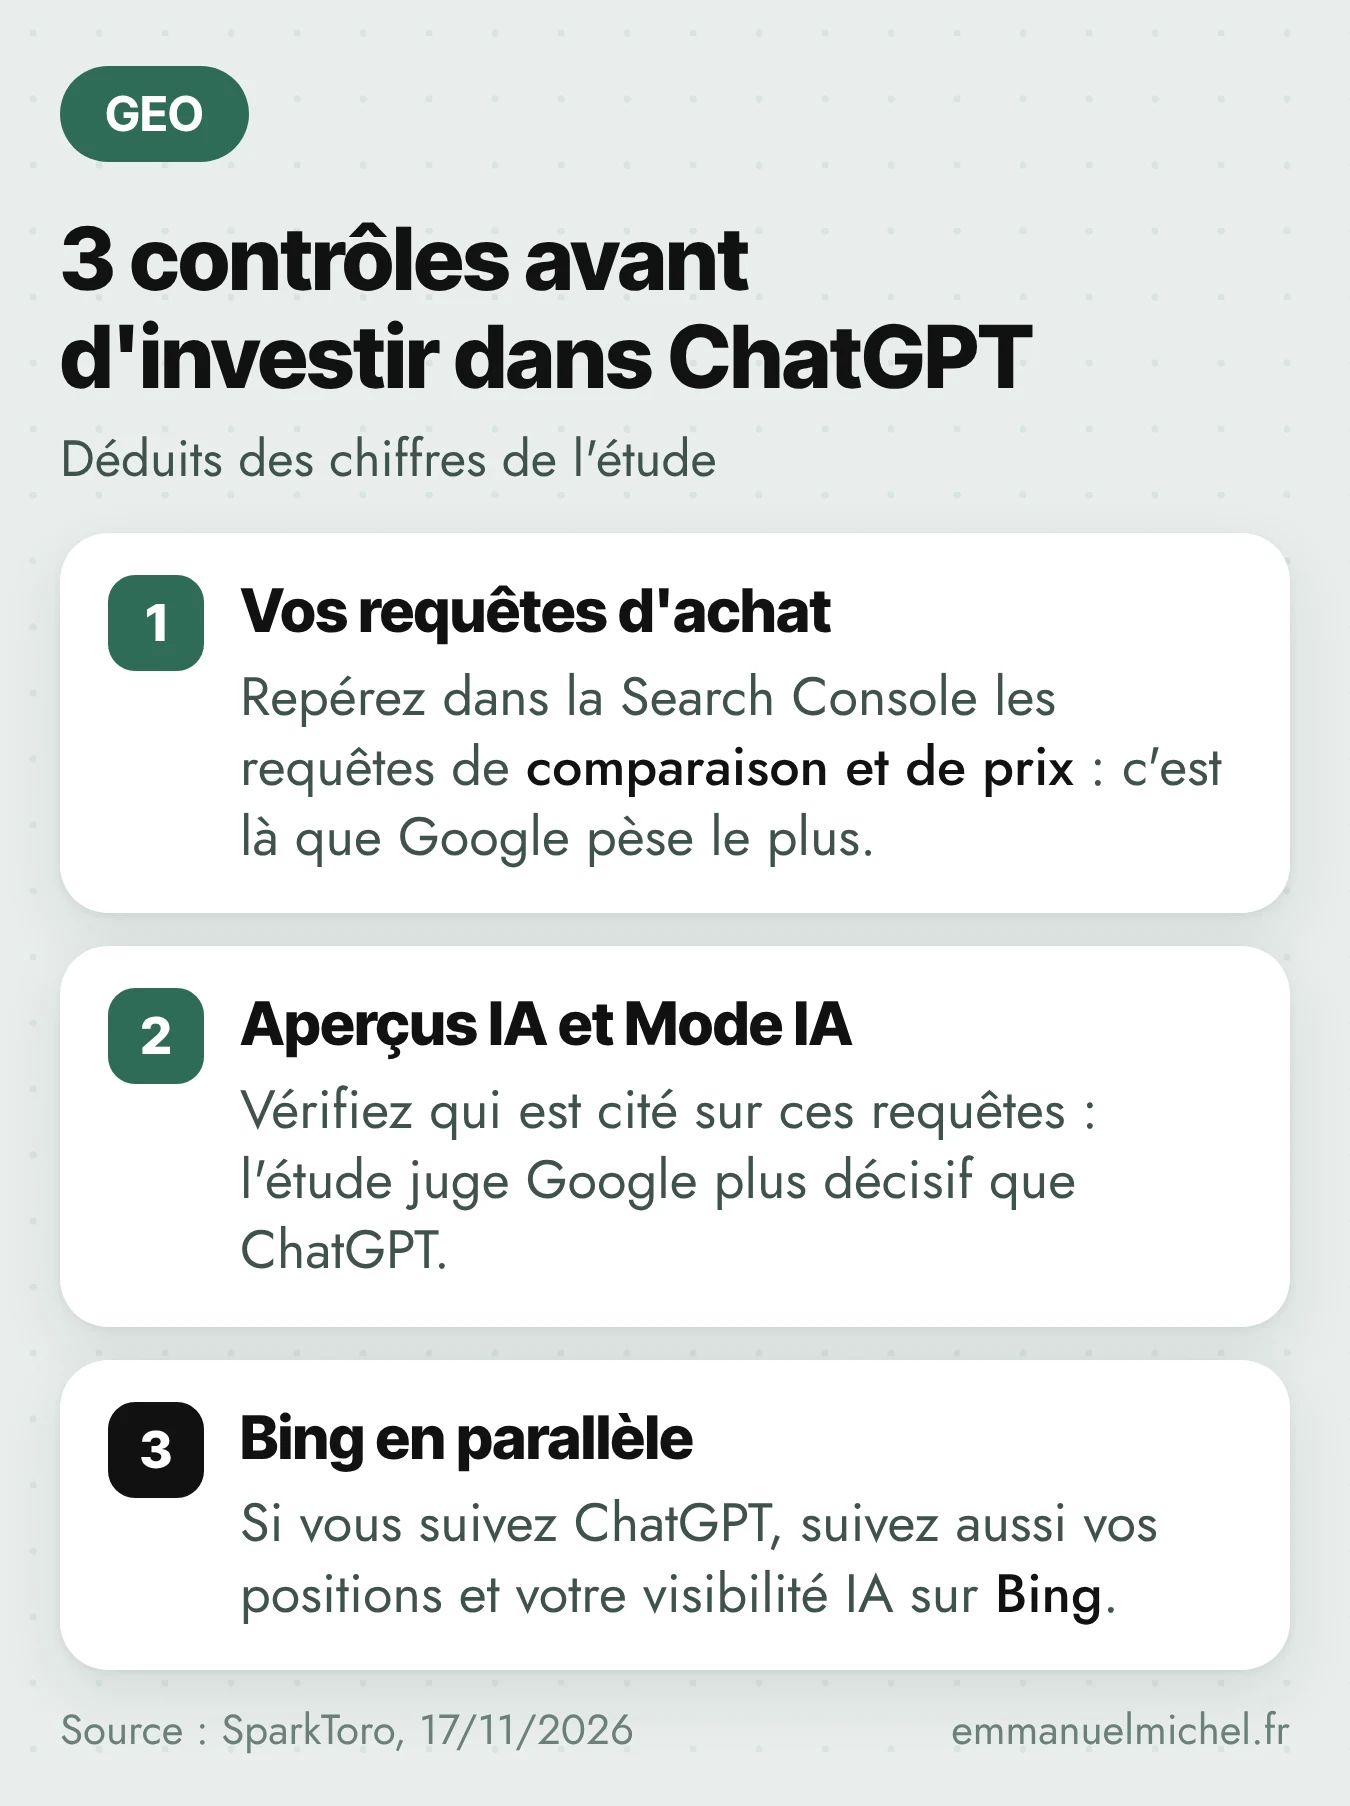 GEO
3 contrôles avant
d'investir dans ChatGPT
Déduits des chiffres de l'étude
1
Vos requêtes d'achat
Repérez dans la Search Console les
requêtes de comparaison et de prix : c'est
là que Google pèse le plus.
2
Aperçus IA et Mode IA
Vérifiez qui est cité sur ces requêtes :
l'étude juge Google plus décisif que
ChatGPT.
3
Bing en parallèle
Si vous suivez ChatGPT, suivez aussi vos
positions et votre visibilité IA sur Bing.
Source : SparkToro, 17/11/2026
emmanuelmichel.fr